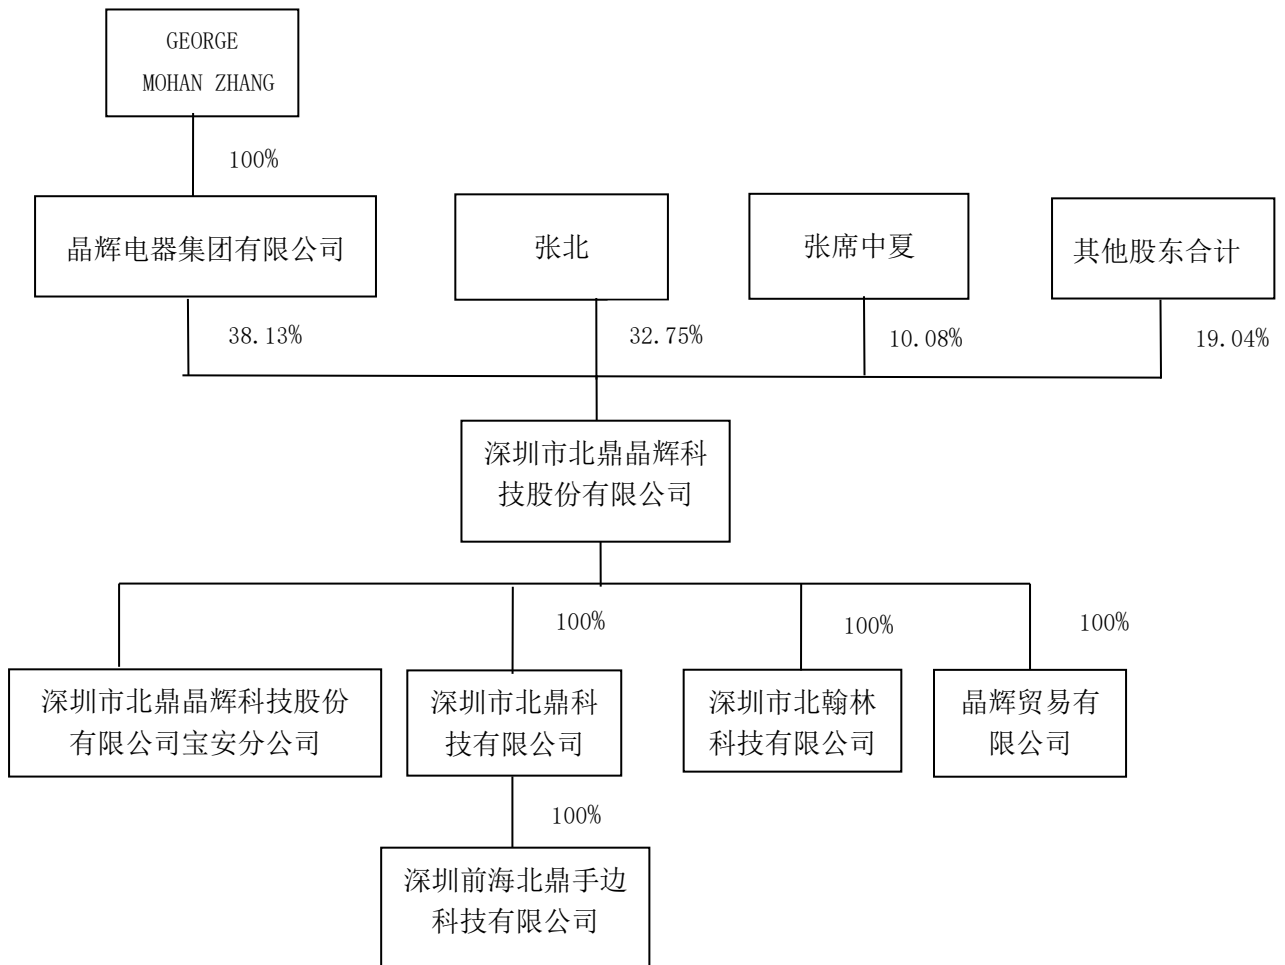 GEORGE
MOHAN ZHANG
100%
晶辉电器集团有限公司
张北
张席中夏
其他股东合计
38.13%
32.75%
10.08%
19.04%
深圳市北鼎晶辉科
技股份有限公司
100%
100%
100%
深圳市北鼎晶辉科技股份
有限公司宝安分公司
深圳市北鼎科
技有限公司
深圳市北翰林
科技有限公司
晶辉贸易有
限公司
100%
深圳前海北鼎手边
科技有限公司